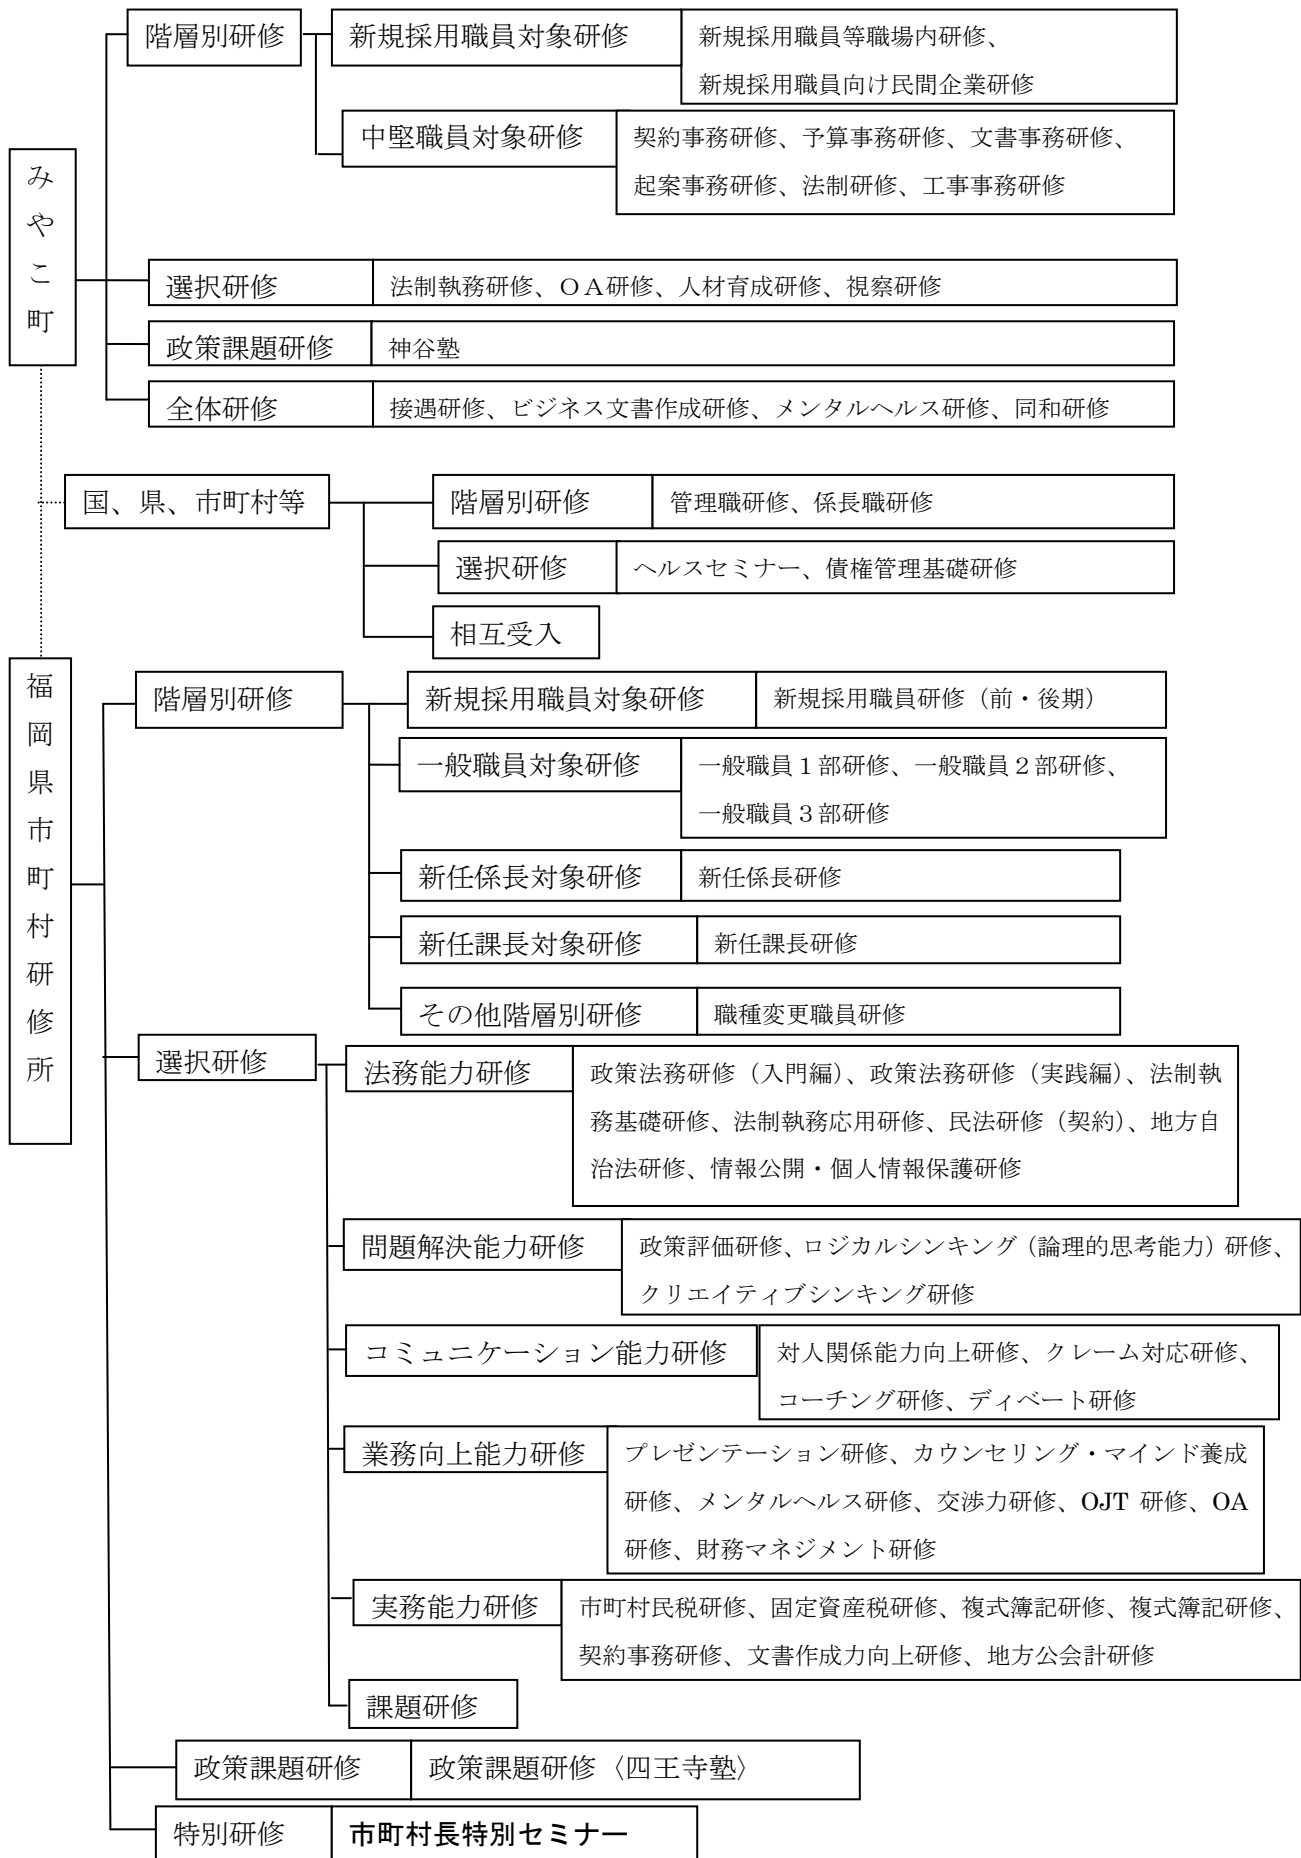 みやこ町
階層別研修
新規採用職員対象研修
新規採用職員等職場内研修、
新規採用職員向け民間企業研修
中堅職員対象研修
契約事務研修、予算事務研修、文書事務研修、
起案事務研修、法制研修、工事事務研修
選択研修
法制執務研修、ＯＡ研修、人材育成研修、視察研修
政策課題研修
神谷塾
全体研修
接遇研修、ビジネス文書作成研修、メンタルヘルス研修、同和研修
国、県、市町村等
階層別研修
管理職研修、係長職研修
選択研修
ヘルスセミナー、債権管理基礎研修
相互受入
福岡県市町村研修所
階層別研修
新規採用職員対象研修
新規採用職員研修（前・後期）
一般職員対象研修
一般職員１部研修、一般職員２部研修、
一般職員３部研修
新任係長対象研修
新任係長研修
新任課長対象研修
新任課長研修
その他階層別研修
職種変更職員研修
選択研修
法務能力研修
政策法務研修（入門編）、政策法務研修（実践編）、法制執
務基礎研修、法制執務応用研修、民法研修（契約）、地方自
治法研修、情報公開・個人情報保護研修
問題解決能力研修
政策評価研修、ロジカルシンキング（論理的思考能力）研修、
クリエイティブシンキング研修
コミュニケーション能力研修
対人関係能力向上研修、クレーム対応研修、
コーチング研修、ディベート研修
業務向上能力研修
プレゼンテーション研修、カウンセリング・マインド養成
研修、メンタルヘルス研修、交渉力研修、OJT 研修、OA
研修、財務マネジメント研修
実務能力研修
市町村民税研修、固定資産税研修、複式簿記研修、複式簿記研修、
契約事務研修、文書作成力向上研修、地方公会計研修
課題研修
政策課題研修
政策課題研修〈四王寺塾〉
特別研修
市町村長特別セミナー